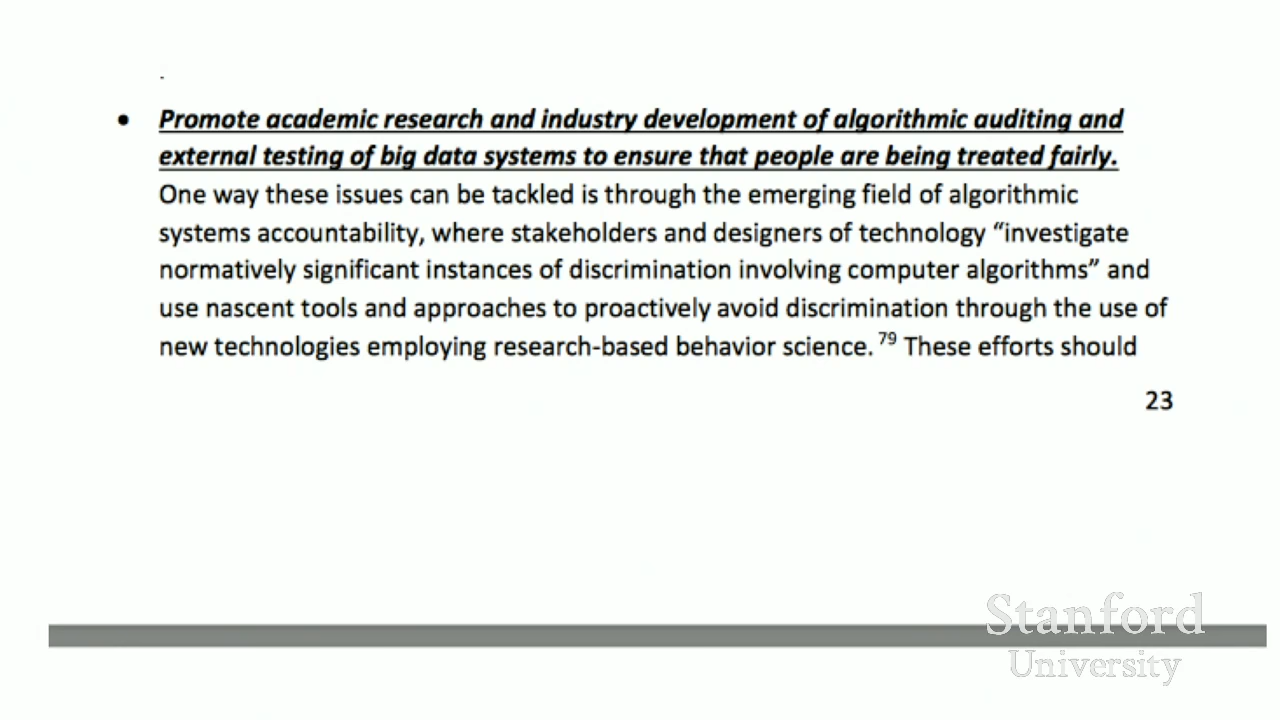 • Promote academic research and industry development of algorithmic auditing and
external testing of big data systems to ensure that people are being treated fairly.
One way these issues can be tackled is through the emerging field of algorithmic
systems accountability, where stakeholders and designers of technology “investigate
normatively significant instances of discrimination involving computer algorithms” and
use nascent tools and approaches to proactively avoid discrimination through the use of
new technologies employing research-based behavior science. 79 These efforts should
23
Stanford
University